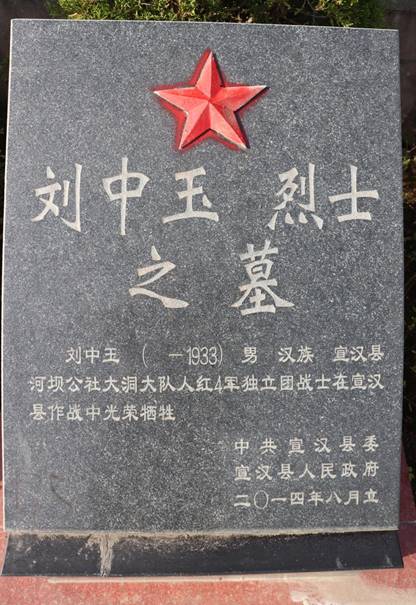 刘中玉 烈士
之墓
刘中玉 ( —1933) 男 汉族 宣汉县
河坝公社大洞大队人红4军独立团战士在宣汉
县作战中光荣牺牲
中共宣汉县委
宣汉县人民政府
二〇一四年八月立